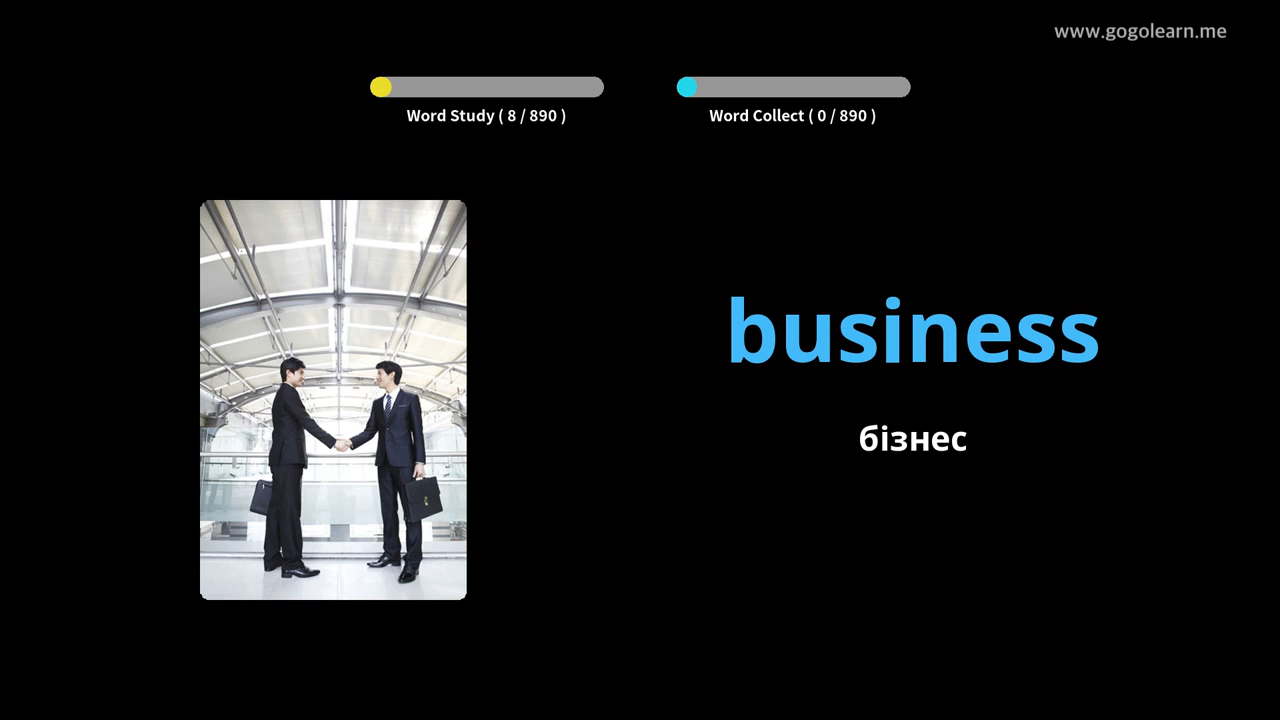 www.gogolearn.me
Word Study ( 8 / 890 )
Word Collect ( 0 / 890 )
business
бізнес